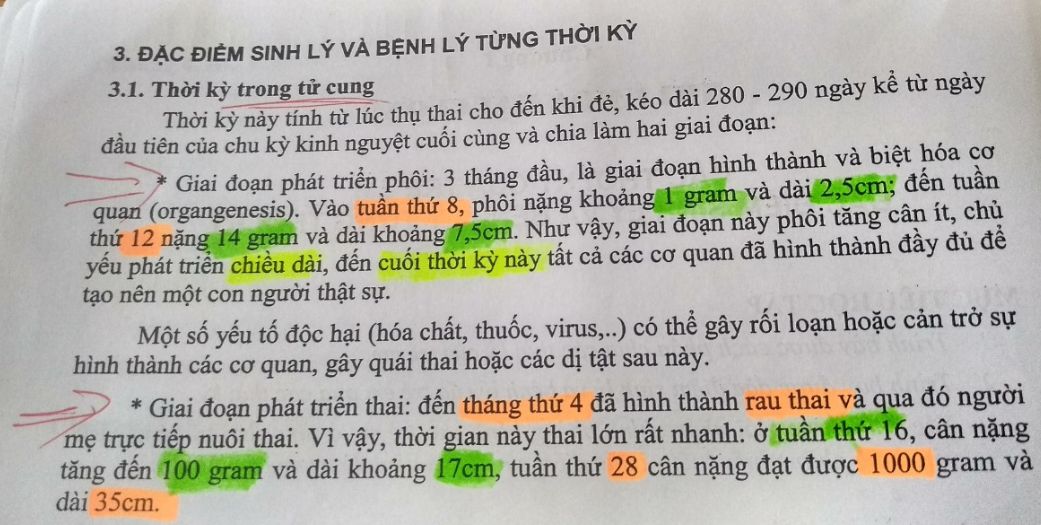 3. ĐẶC ĐIỂM SINH LÝ VÀ BỆNH LÝ TỪNG THỜI KỲ
3.1. Thời kỳ trong tử cung
Thời kỳ này tính từ lúc thụ thai cho đến khi đẻ, kéo dài 280 - 290 ngày kể từ ngày
đầu tiên của chu kỳ kinh nguyệt cuối cùng và chia làm hai giai đoạn:
* Giai đoạn phát triển phôi: 3 tháng đầu, là giai đoạn hình thành và biệt hóa cơ
quan (organgenesis). Vào tuần thứ 8, phôi nặng khoảng 1 gram và dài 2,5cm; đến tuần
thứ 12 nặng 14 gram và dài khoảng 7,5cm. Như vậy, giai đoạn này phôi tăng cân ít, chủ
yếu phát triển chiều dài, đến cuối thời kỳ này tất cả các cơ quan đã hình thành đầy đủ để
tạo nên một con người thật sự.
Một số yếu tố độc hại (hóa chất, thuốc, virus,..) có thể gây rối loạn hoặc cản trở sự
hình thành các cơ quan, gây quái thai hoặc các dị tật sau này.
* Giai đoạn phát triển thai: đến tháng thứ 4 đã hình thành rau thai và qua đó người
mẹ trực tiếp nuôi thai. Vì vậy, thời gian này thai lớn rất nhanh: ở tuần thứ 16, cân nặng
tăng đến 100 gram và dài khoảng 17cm, tuần thứ 28 cân nặng đạt được 1000 gram và
dài 35cm.